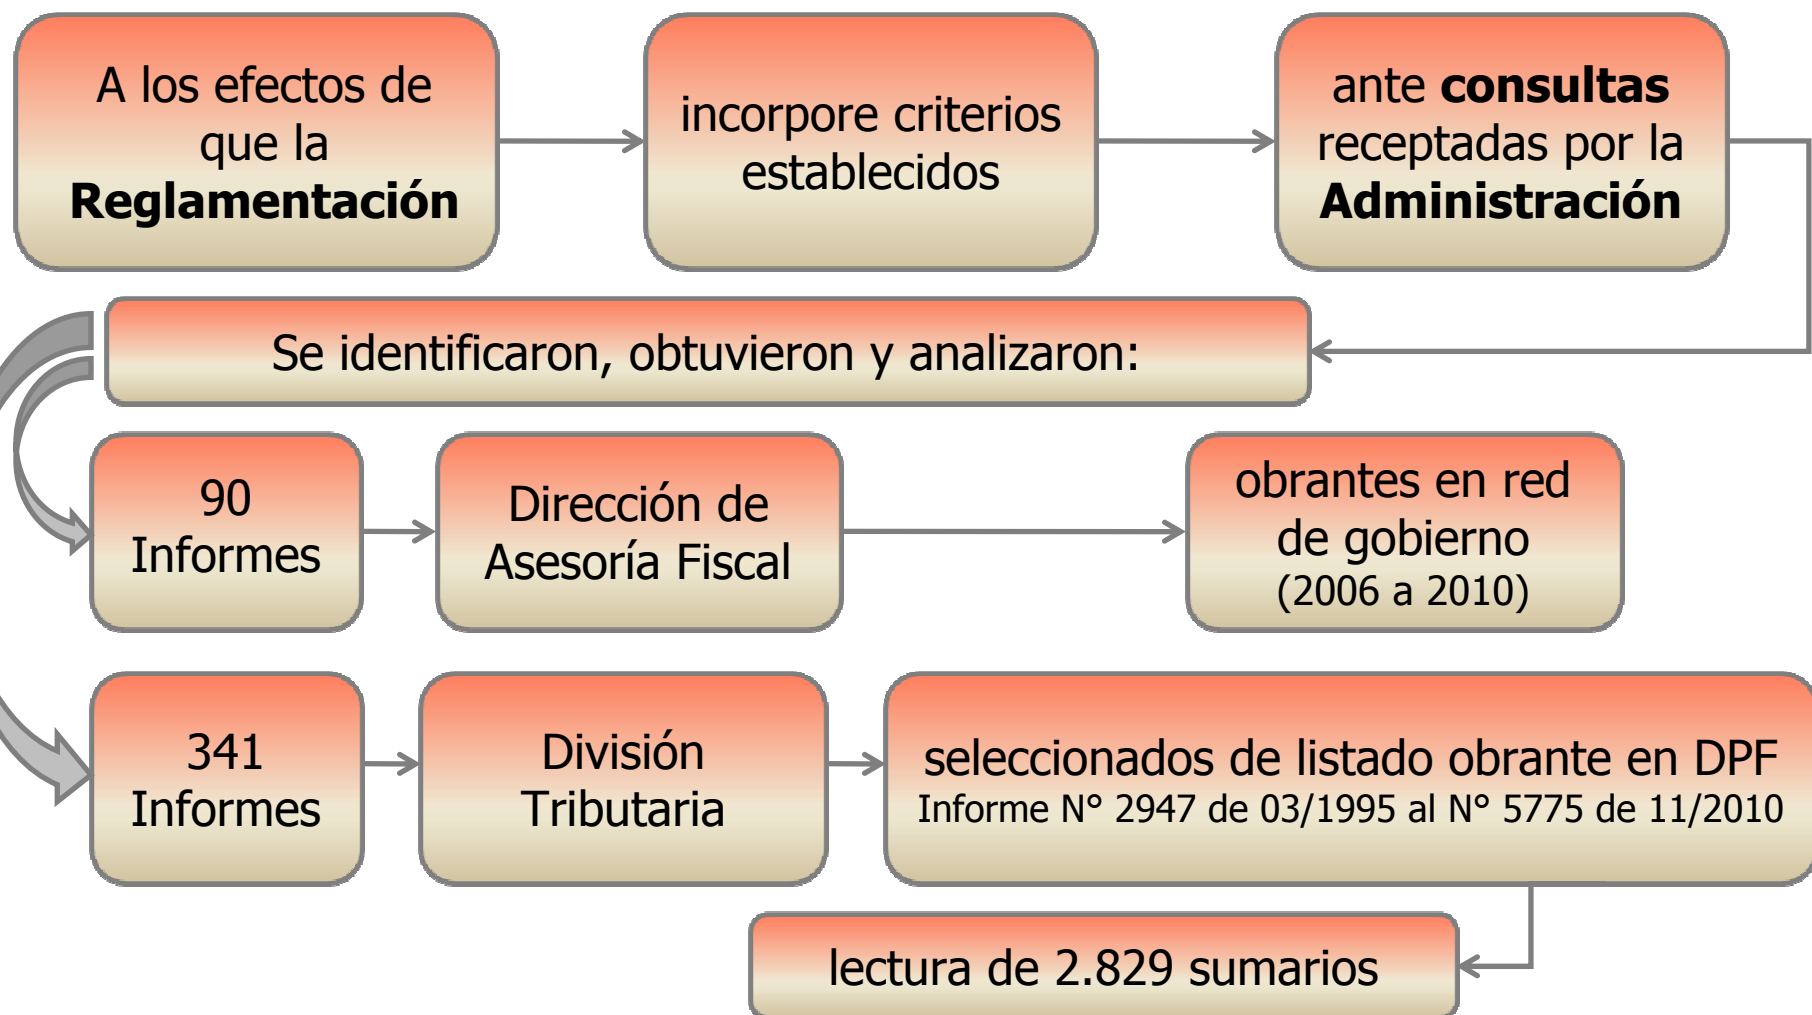 A los efectos de
que la
Reglamentación
incorpore criterios
establecidos
ante consultas
receptadas por la
Administración
Se identificaron, obtuvieron y analizaron:
90
Informes
Dirección de
Asesoría Fiscal
obrantes en red
de gobierno
(2006 a 2010)
341
Informes
División
Tributaria
seleccionados de listado obrante en DPF
Informe N° 2947 de 03/1995 al N° 5775 de 11/2010
lectura de 2.829 sumarios